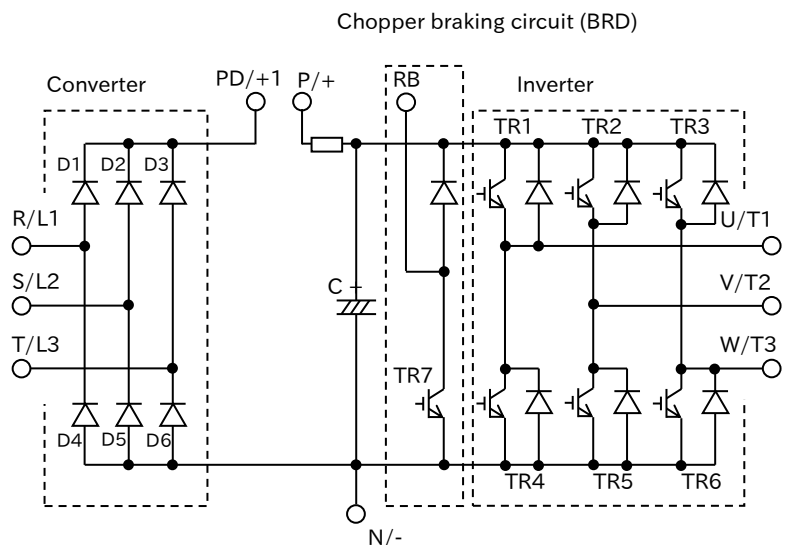 Chopper braking circuit (BRD)
Converter
PD/+1
P/+
RB
Inverter
D1
D2
D3
TR1
TR2
TR3
R/L1
U/T1
S/L2
C +
V/T2
T/L3
W/T3
TR7
D4
D5
D6
TR4
TR5
TR6
N/-